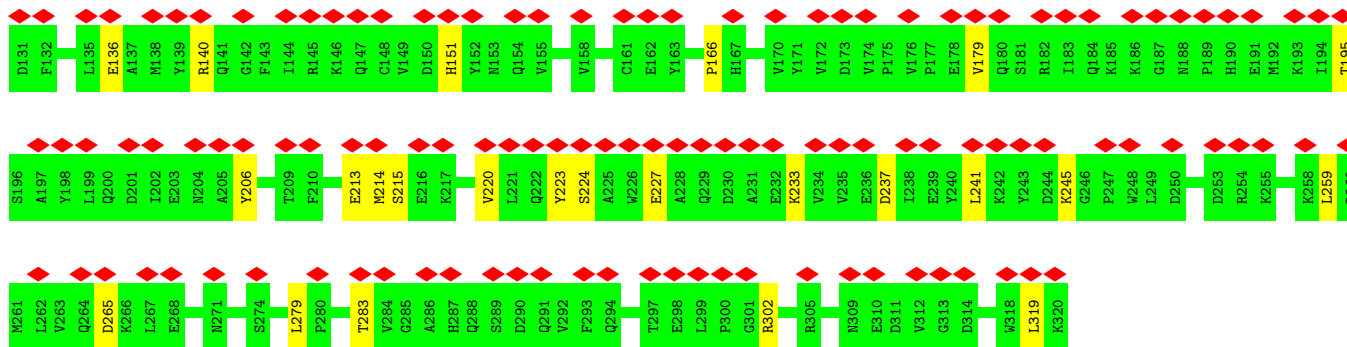 D131 F132 L135 E136 A137 M138 Y139 R140 Q141 G142 F143 I144 R145 K146 Q147 C148 V149 D150 H151 Y152 N153 Q154 V155 V158 C161 E162 Y163 P166 H167 V170 Y171 V172 D173 V174 P175 V176 P177 E178 V179 Q180 S181 R182 I183 Q184 K185 K186 G187 N188 P189 H190 E191 M192 K193 I194 T195
S196 A197 Y198 L199 Q200 D201 I202 E203 N204 A205 Y206 T209 F210 E213 M214 S215 E216 K217 V220 L221 Q222 Y223 S224 A225 W226 E227 A228 Q229 D230 A231 E232 K233 V234 V235 E236 D237 I238 E239 Y240 L241 K242 Y243 D244 K245 G246 P247 W248 L249 D250 D253 R254 K255 K258 L259
M261 L262 V263 Q264 D265 K266 L267 E268 N271 S274 L279 P280 T283 V284 G285 A286 H287 Q288 S289 D290 Q291 V292 F293 Q294 T297 E298 L299 P300 G301 R302 R305 N309 E310 D311 V312 G313 D314 W318 L319 K320